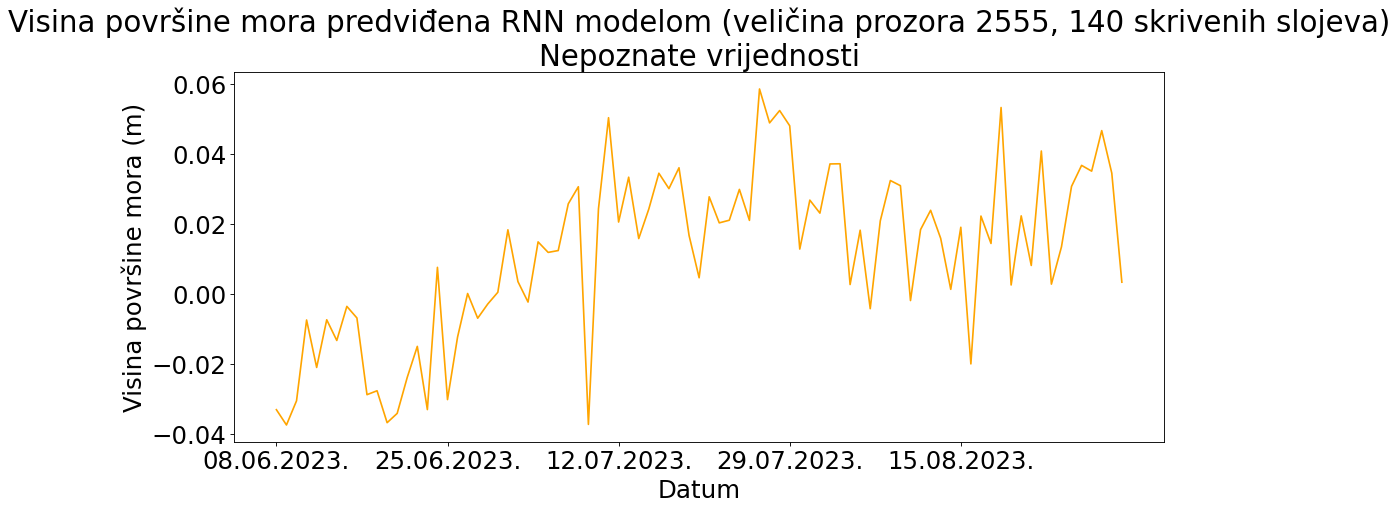 Visina površine mora predviđena RNN modelom (veličina prozora 2555, 140 skrivenih slojeva)
Nepoznate vrijednosti
Visina površine mora (m)
0.06
0.04
0.02
0.00
−0.02
−0.04
08.06.2023. 25.06.2023. 12.07.2023. 29.07.2023. 15.08.2023.
Datum